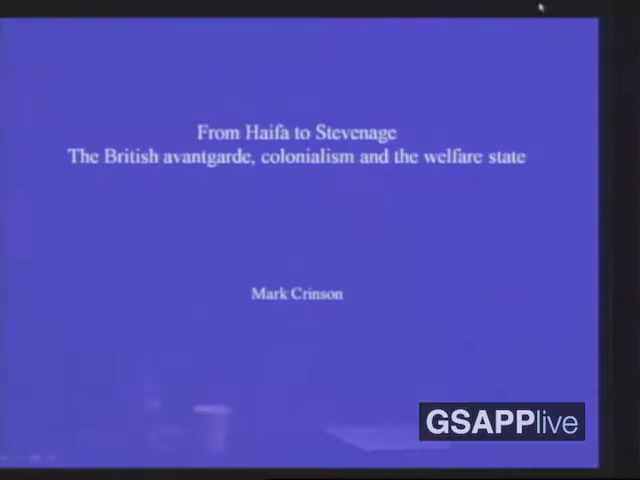 From Haifa to Stevenage
The British avantgarde, colonialism and the welfare state
Mark Crinson
GSAPPlive